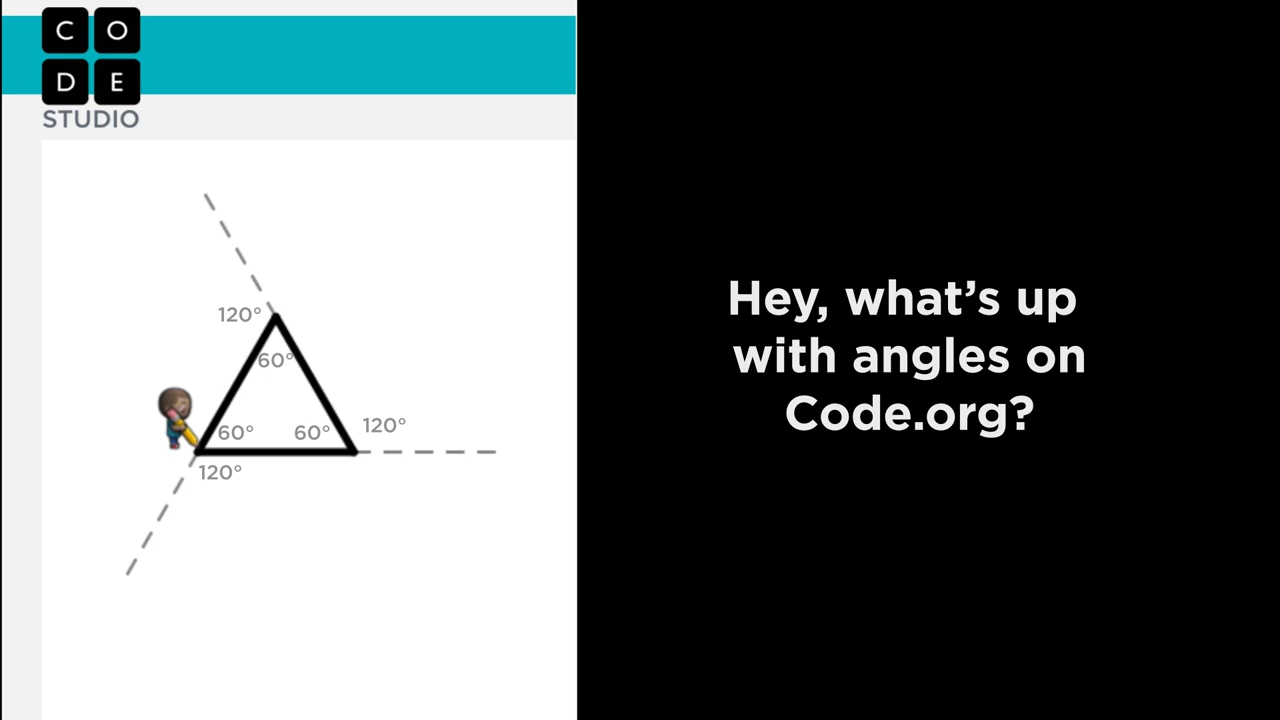 C O
D E
STUDIO
120°
60°
60° 60° 120°
120°
Hey, what's up
with angles on
Code.org?